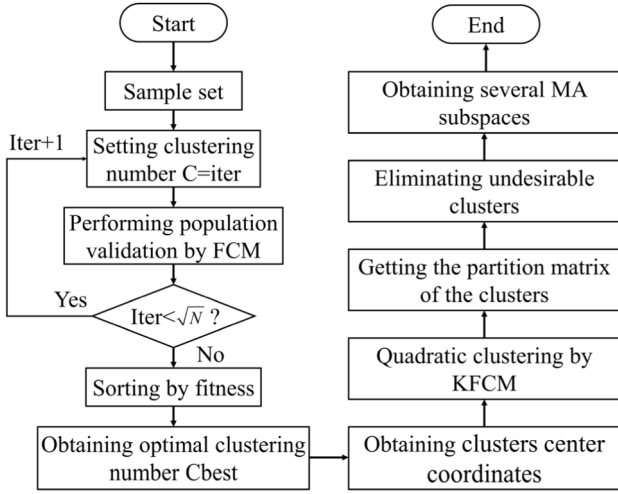 Start
Sample set
Iter+1
Setting clustering
number C=iter
Performing population
validation by FCM
Yes
Iter<√N ?
No
Sorting by fitness
Obtaining optimal clustering
number Cbest
Obtaining clusters center
coordinates
Quadratic clustering by
KFCM
Getting the partition matrix
of the clusters
Eliminating undesirable
clusters
Obtaining several MA
subspaces
End